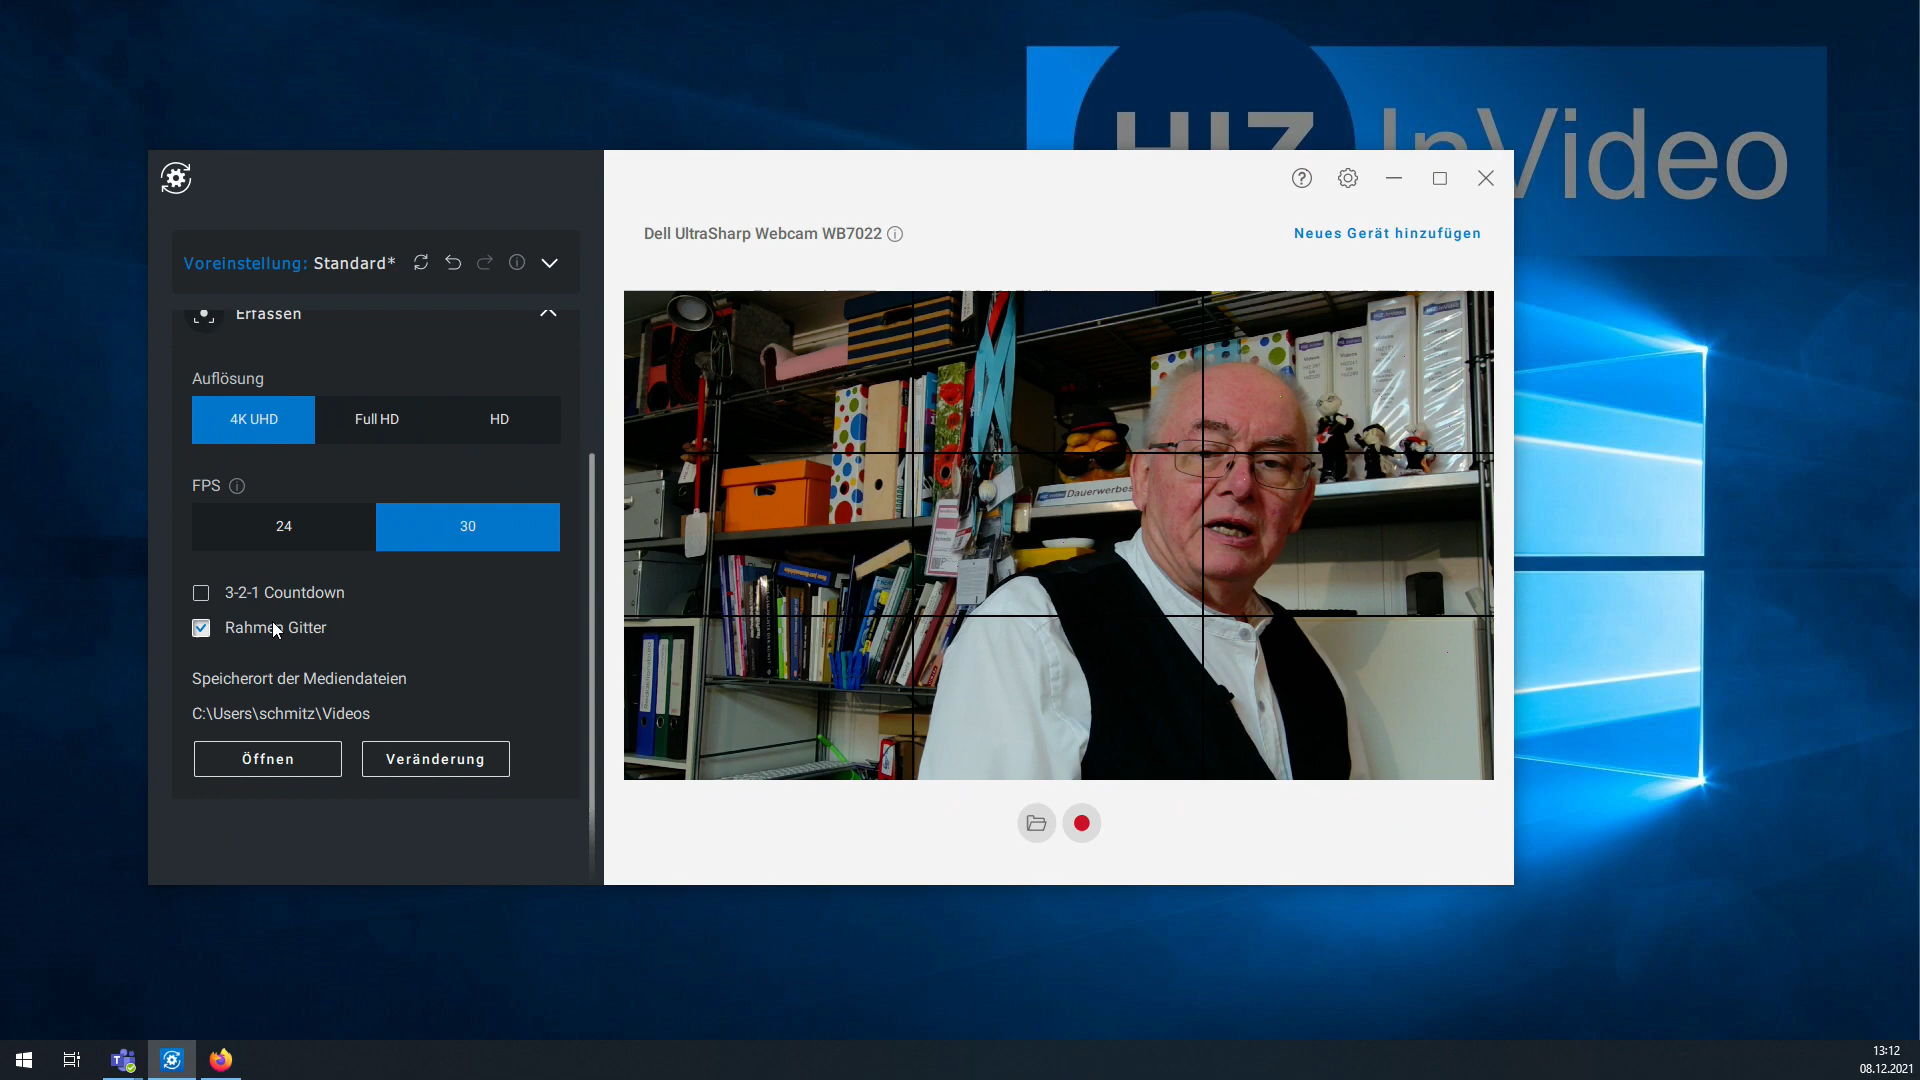 HIZ InVideo
Dell UltraSharp Webcam WB7022
Neues Gerät hinzufügen
Voreinstellung: Standard*
Erfassen
Auflösung
4K UHD
Full HD
HD
FPS
24
30
3-2-1 Countdown
Rahmen Gitter
Speicherort der Mediendateien
C:\Users\schmitz\Videos
Öffnen
Veränderung
Dauerwerbes
13:12
08.12.2021